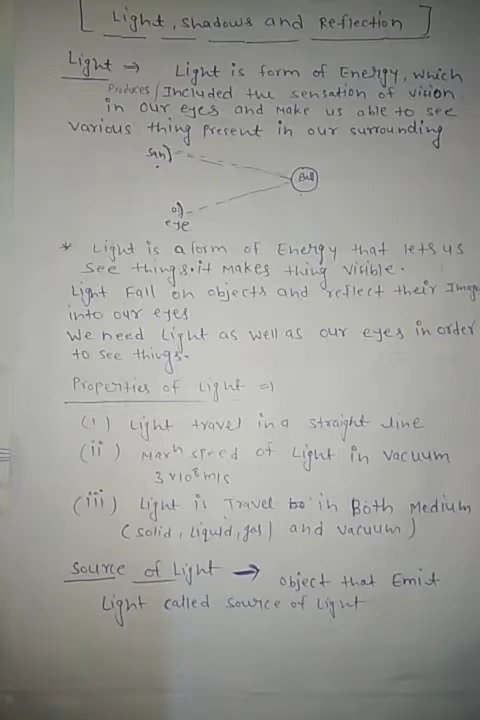 [ Light, shadows and Reflection ]
Light ⇒ Light is form of Energy, which
Produces/Included the sensation of vision
in our eyes and make us able to see
various thing present in our surrounding
sun
Ball
eye
* Light is a form of Energy that lets us
see things. it makes thing visible.
Light Fall on objects and reflect their Imag
into our eyes
We need Light as well as our eyes in order
to see things.
Properties of Light ⇒
(i) Light travel in a straight line
(ii) Maxm speed of Light in vacuum
3×10⁸ m/s
(iii) Light is Travel in Both Medium
(solid, liquid, gas) and vacuum)
Source of Light → object that Emit
Light called source of light